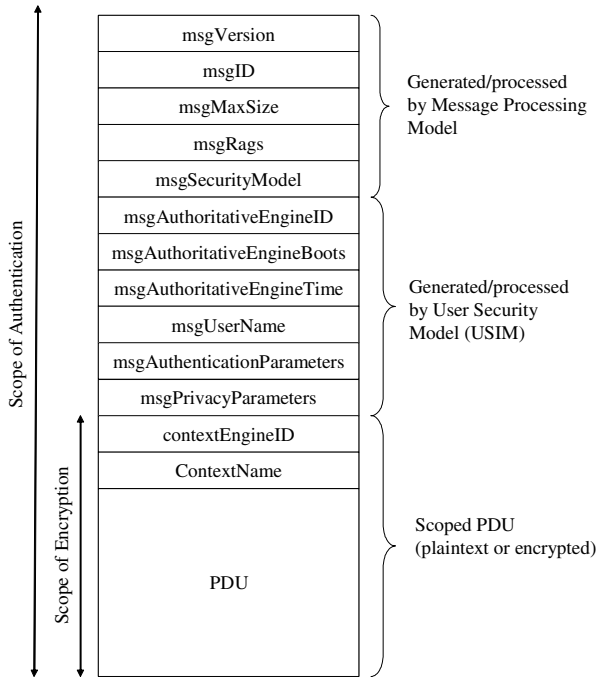 msgVersion
msgID
msgMaxSize
msgRags
msgSecurityModel
msgAuthoritativeEngineID
msgAuthoritativeEngineBoots
msgAuthoritativeEngineTime
msgUserName
msgAuthenticationParameters
msgPrivacyParameters
contextEngineID
ContextName
PDU
Generated/processed
by Message Processing
Model
Generated/processed
by User Security
Model (USIM)
Scoped PDU
(plaintext or encrypted)
Scope of Authentication
Scope of Encryption